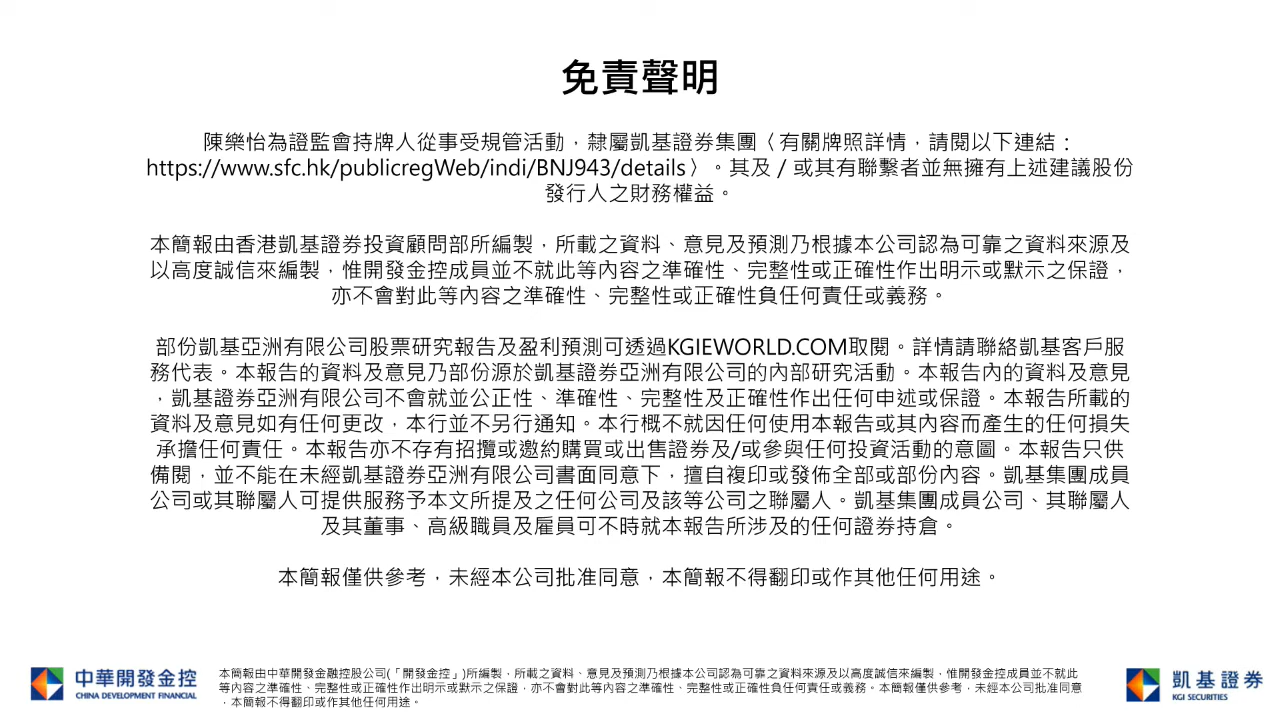 免責聲明
陳樂怡為證監會持牌人從事受規管活動，隸屬凱基證券集團〈有關牌照詳情，請閱以下連結：
https://www.sfc.hk/publicregWeb/indi/BNJ943/details〉。其及 / 或其有聯繫者並無擁有上述建議股份
發行人之財務權益。
本簡報由香港凱基證券投資顧問部所編製，所載之資料、意見及預測乃根據本公司認為可靠之資料來源及
以高度誠信來編製，惟開發金控成員並不就此等內容之準確性、完整性或正確性作出明示或默示之保證，
亦不會對此等內容之準確性、完整性或正確性負任何責任或義務。
部份凱基亞洲有限公司股票研究報告及盈利預測可透過KGIEWORLD.COM取閱。詳情請聯絡凱基客戶服
務代表。本報告的資料及意見乃部份源於凱基證券亞洲有限公司的內部研究活動。本報告內的資料及意見
，凱基證券亞洲有限公司不會就並公正性、準確性、完整性及正確性作出任何申述或保證。本報告所載的
資料及意見如有任何更改，本行並不另行通知。本行概不就因任何使用本報告或其內容而產生的任何損失
承擔任何責任。本報告亦不存有招攬或邀約購買或出售證券及/或參與任何投資活動的意圖。本報告只供
備閱，並不能在未經凱基證券亞洲有限公司書面同意下，擅自複印或發佈全部或部份內容。凱基集團成員
公司或其聯屬人可提供服務予本文所提及之任何公司及該等公司之聯屬人。凱基集團成員公司、其聯屬人
及其董事、高級職員及雇員可不時就本報告所涉及的任何證券持倉。
本簡報僅供參考，未經本公司批准同意，本簡報不得翻印或作其他任何用途。
中華開發金控
CHINA DEVELOPMENT FINANCIAL
本簡報由中華開發金融控股公司(「開發金控」)所編製，所載之資料、意見及預測乃根據本公司認為可靠之資料來源及以高度誠信來編製，惟開發金控成員並不就此
等內容之準確性、完整性或正確性作出明示或默示之保證，亦不會對此等內容之準確性、完整性或正確性負任何責任或義務。本簡報僅供參考，未經本公司批准同意
，本簡報不得翻印或作其他任何用途。
凱基證券
KGI SECURITIES